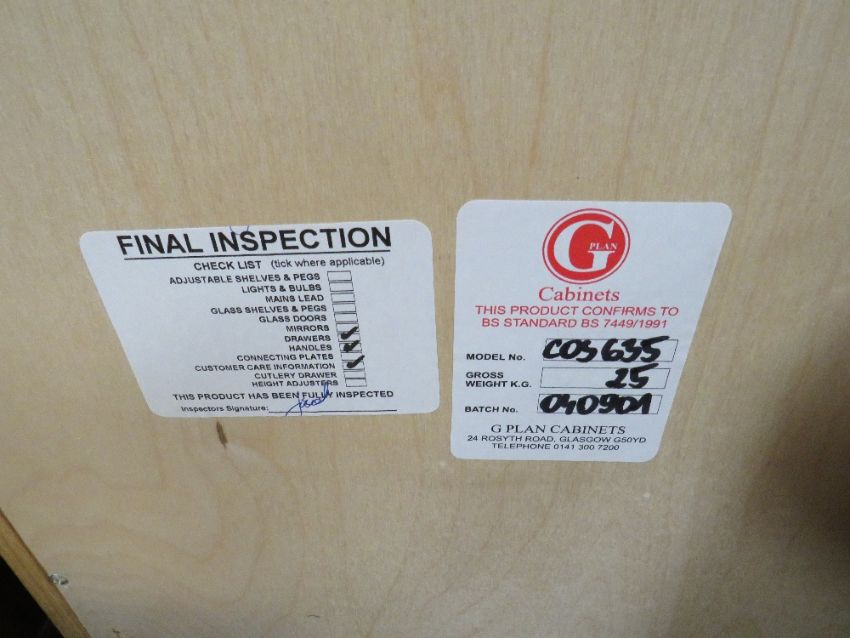 FINAL INSPECTION
CHECK LIST (tick where applicable)
ADJUSTABLE SHELVES & PEGS
LIGHTS & BULBS
MAINS LEAD
GLASS SHELVES & PEGS
GLASS DOORS
MIRRORS
DRAWERS
HANDLES
CONNECTING PLATES
CUSTOMER CARE INFORMATION
CUTLERY DRAWER
HEIGHT ADJUSTERS
THIS PRODUCT HAS BEEN FULLY INSPECTED
Inspectors Signature:
G PLAN
Cabinets
THIS PRODUCT CONFIRMS TO
BS STANDARD BS 7449/1991
MODEL No. COS635
GROSS
WEIGHT K.G. 25
BATCH No. 040901
G PLAN CABINETS
24 ROSYTH ROAD, GLASGOW G50YD
TELEPHONE 0141 300 7200